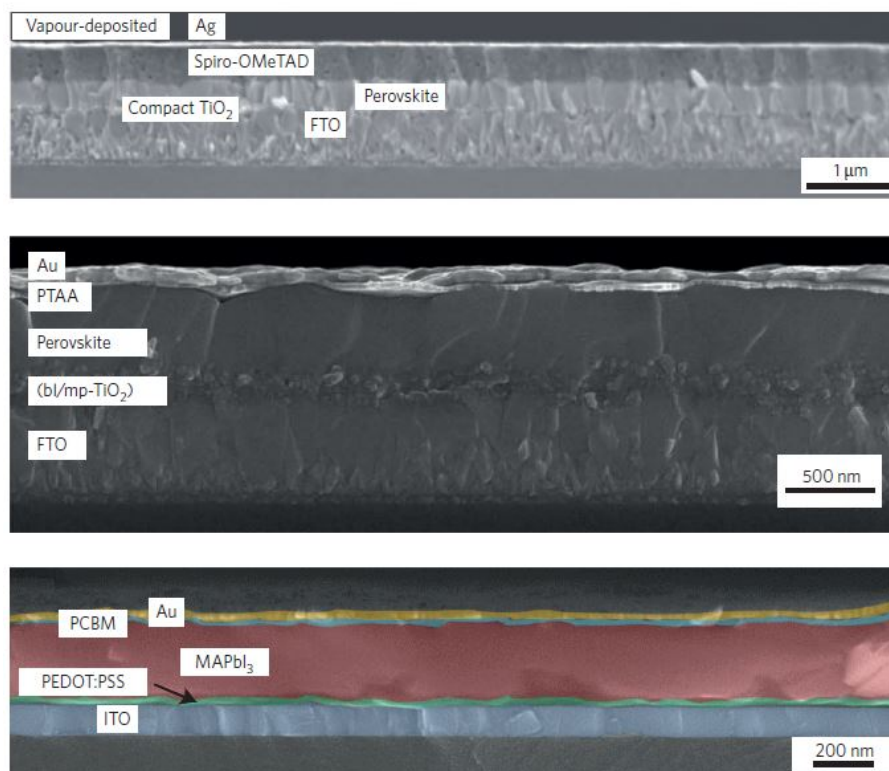 Vapour-deposited Ag
Spiro-OMeTAD
Perovskite
Compact TiO₂
FTO
1 μm
Au
PTAA
Perovskite
(bl/mp-TiO₂)
FTO
500 nm
Au
PCBM
MAPbI₃
PEDOT:PSS
ITO
200 nm